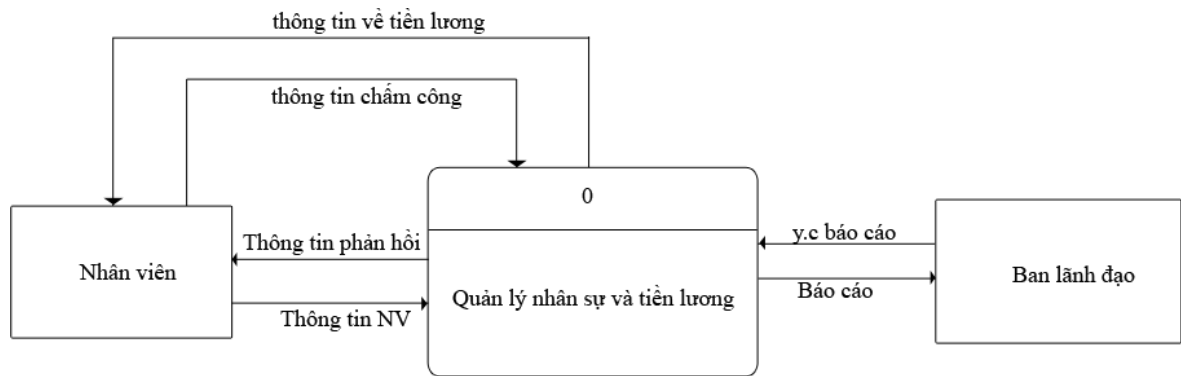 thông tin về tiền lương
thông tin chấm công
0
Thông tin phản hồi
y.c báo cáo
Nhân viên
Quản lý nhân sự và tiền lương
Báo cáo
Ban lãnh đạo
Thông tin NV